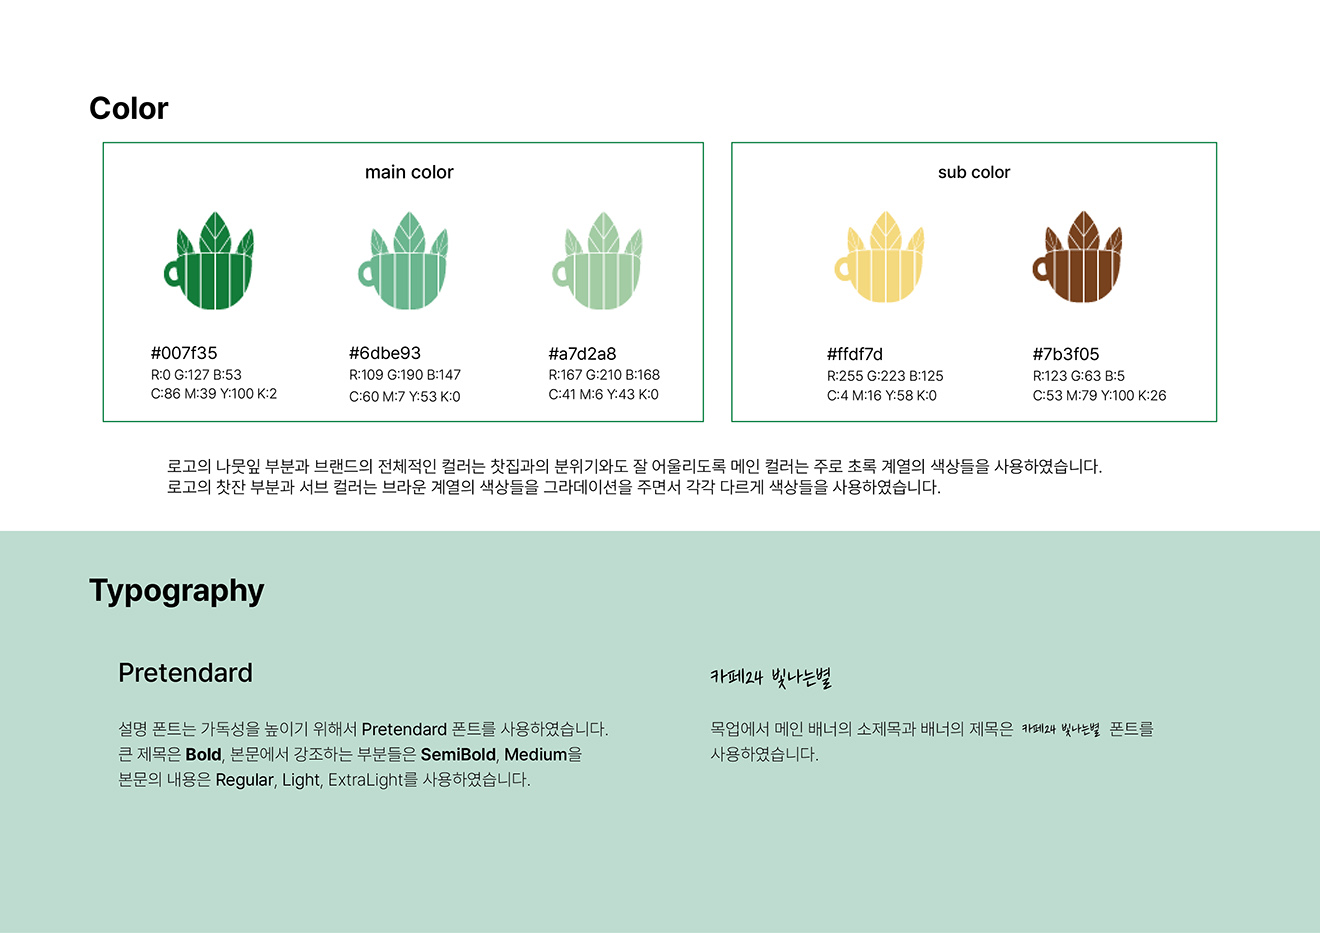 Color
main color
#007f35
R:0 G:127 B:53
C:86 M:39 Y:100 K:2
#6dbe93
R:109 G:190 B:147
C:60 M:7 Y:53 K:0
#a7d2a8
R:167 G:210 B:168
C:41 M:6 Y:43 K:0
sub color
#ffdf7d
R:255 G:223 B:125
C:4 M:16 Y:58 K:0
#7b3f05
R:123 G:63 B:5
C:53 M:79 Y:100 K:26
로고의 나뭇잎 부분과 브랜드의 전체적인 컬러는 찻집과의 분위기와도 잘 어울리도록 메인 컬러는 주로 초록 계열의 색상들을 사용하였습니다.
로고의 찻잔 부분과 서브 컬러는 브라운 계열의 색상들을 그라데이션을 주면서 각각 다르게 색상들을 사용하였습니다.
Typography
Pretendard
설명 폰트는 가독성을 높이기 위해서 Pretendard 폰트를 사용하였습니다.
큰 제목은 Bold, 본문에서 강조하는 부분들은 SemiBold, Medium을
본문의 내용은 Regular, Light, ExtraLight를 사용하였습니다.
카페24 빛나는별
목업에서 메인 배너의 소제목과 배너의 제목은 카페24 빛나는별 폰트를
사용하였습니다.